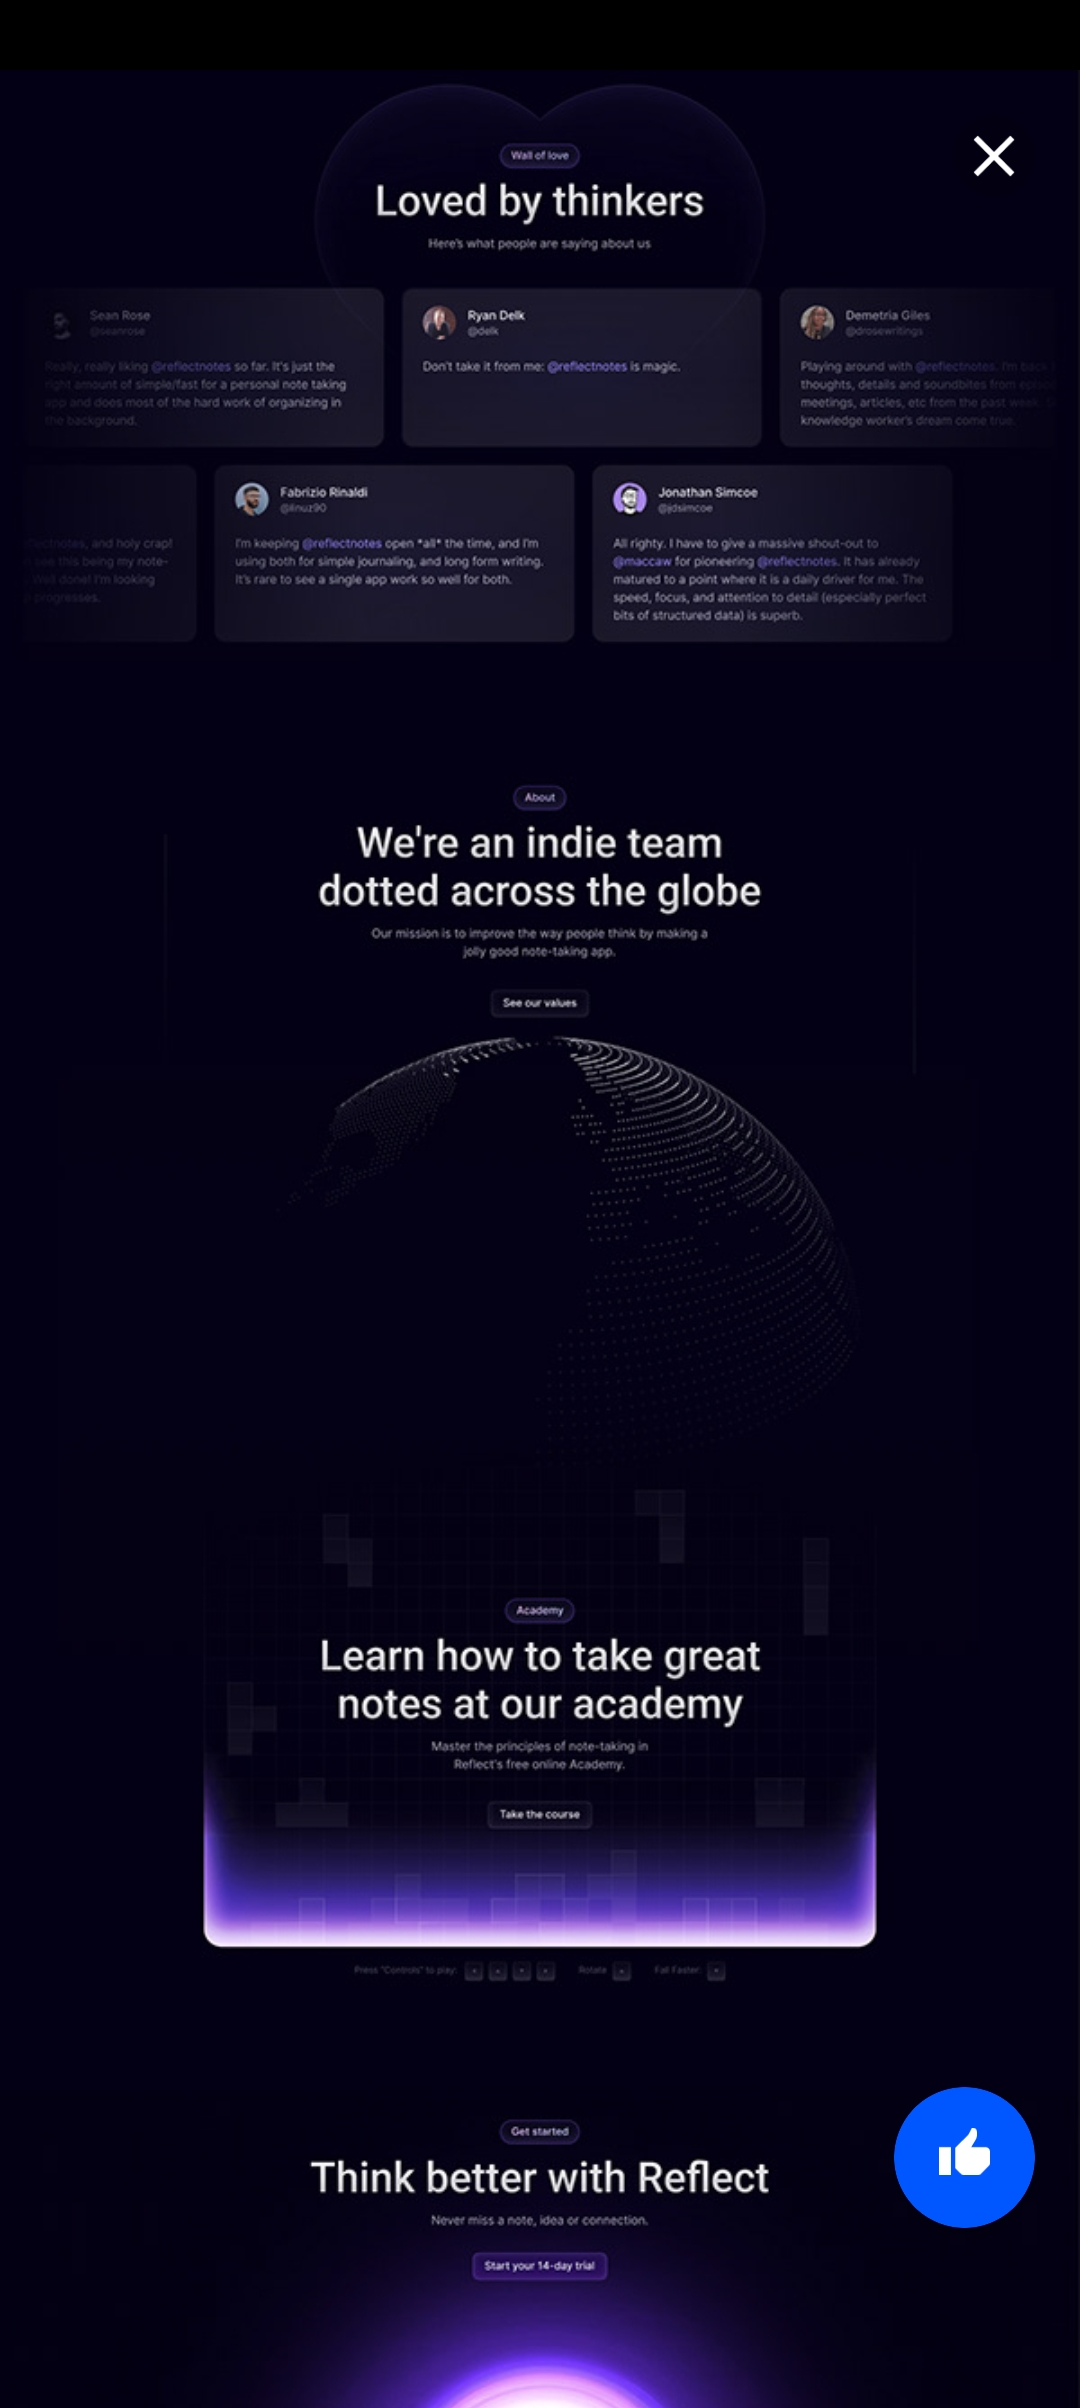 Wall of love
Loved by thinkers
Here's what people are saying about us
Sean Rose
@seanrose
Really, really liking @reflectnotes so far. It's just the
right amount of simple/fast for a personal note taking
app and does most of the hard work of organizing in
the background.
Ryan Delk
@delk
Don't take it from me: @reflectnotes is magic.
Demetria Giles
@drosewritings
Playing around with @reflectnotes. I'm back
thoughts, details and soundbites from
meetings, articles, etc from the past week.
knowledge worker's dream come true.
and holy crap!
see this being my note-
Well done! I'm looking
progresses.
Fabrizio Rinaldi
@linuz90
I'm keeping @reflectnotes open *all* the time, and I'm
using both for simple journaling, and long form writing.
It's rare to see a single app work so well for both.
Jonathan Simcoe
@jdsimcoe
All righty. I have to give a massive shout-out to
@maccaw for pioneering @reflectnotes. It has already
matured to a point where it is a daily driver for me. The
speed, focus, and attention to detail (especially perfect
bits of structured data) is superb.
About
We're an indie team
dotted across the globe
Our mission is to improve the way people think by making a
jolly good note-taking app.
See our values
Academy
Learn how to take great
notes at our academy
Master the principles of note-taking in
Reflect's free online Academy.
Take the course
Press "Controls" to play: Rotate Fall Faster:
Get started
Think better with Reflect
Never miss a note, idea or connection.
Start your 14-day trial